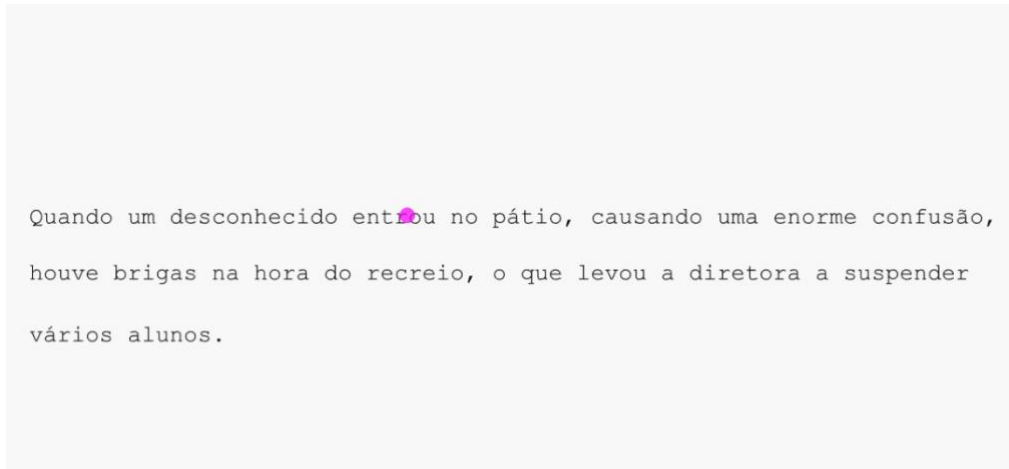 Quando um desconhecido entrou no pátio, causando uma enorme confusão,
houve brigas na hora do recreio, o que levou a diretora a suspender
vários alunos.